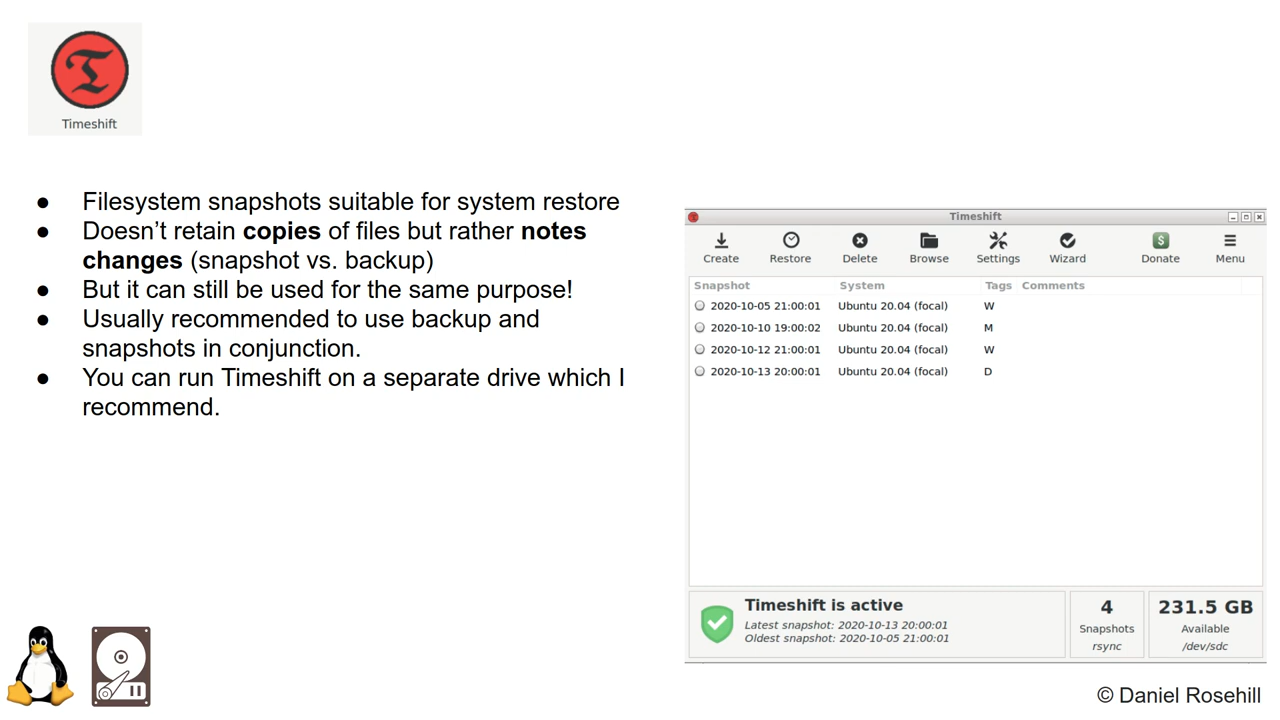 Timeshift
● Filesystem snapshots suitable for system restore
● Doesn’t retain copies of files but rather notes
changes (snapshot vs. backup)
● But it can still be used for the same purpose!
● Usually recommended to use backup and
snapshots in conjunction.
● You can run Timeshift on a separate drive which I
recommend.
Timeshift
Create Restore Delete Browse Settings Wizard Donate Menu
Snapshot System Tags Comments
2020-10-05 21:00:01 Ubuntu 20.04 (focal) W
2020-10-10 19:00:02 Ubuntu 20.04 (focal) M
2020-10-12 21:00:01 Ubuntu 20.04 (focal) W
2020-10-13 20:00:01 Ubuntu 20.04 (focal) D
Timeshift is active
Latest snapshot: 2020-10-13 20:00:01
Oldest snapshot: 2020-10-05 21:00:01
4
Snapshots
rsync
231.5 GB
Available
/dev/sdc
© Daniel Rosehill